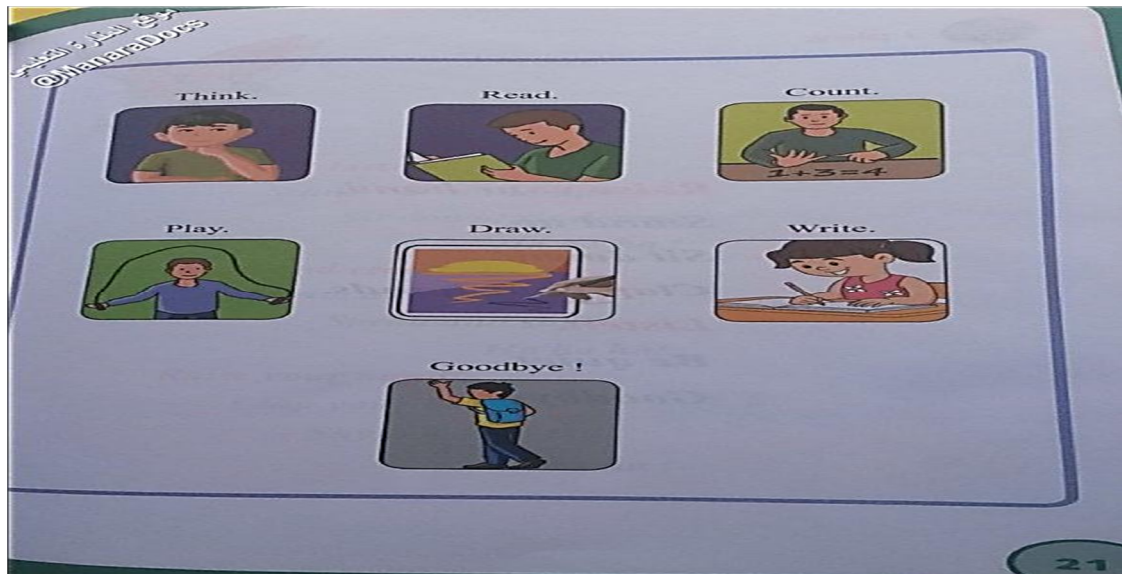 موقع المنارة التعليمي
@ManaraDocs
Think.
Read.
Count.
1+3=4
Play.
Draw.
Write.
Goodbye !
21